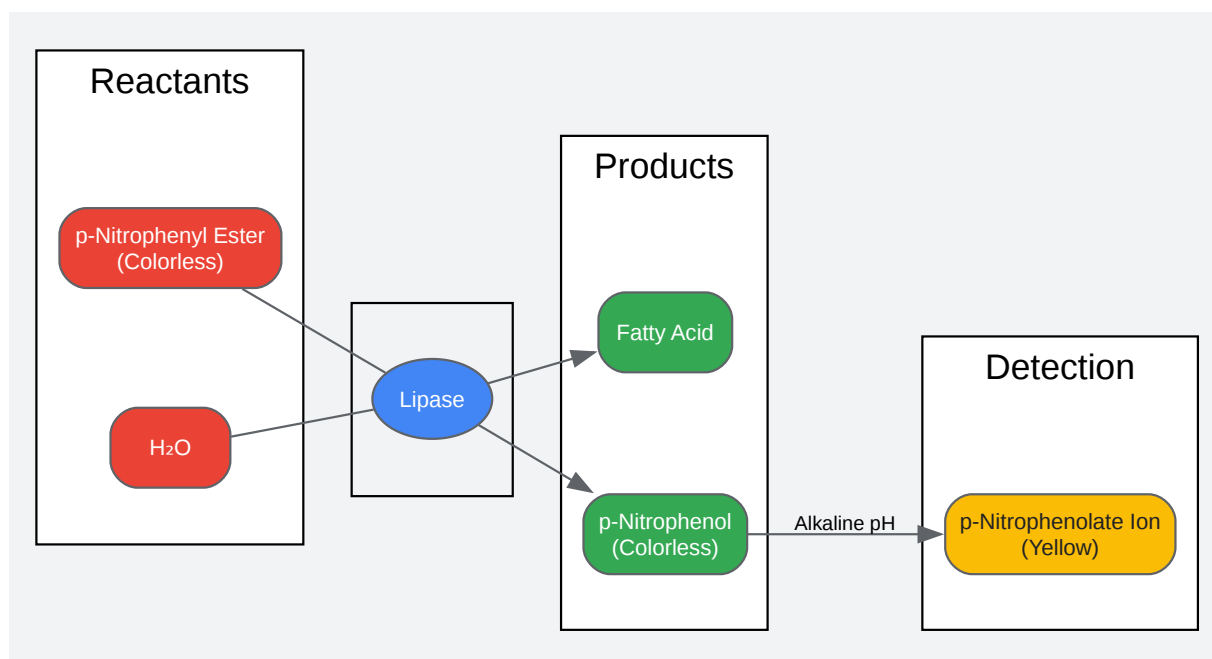 Reactants
p-Nitrophenyl Ester
(Colorless)
H₂O
Lipase
Products
Fatty Acid
p-Nitrophenol
(Colorless)
Alkaline pH
Detection
p-Nitrophenolate Ion
(Yellow)